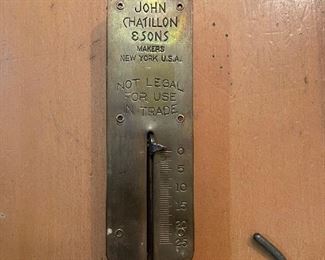 JOHN
CHATILLON
& SONS
MAKERS
NEW YORK U.S.A.
NOT LEGAL
FOR USE
IN TRADE
0
5
10
15
20
25